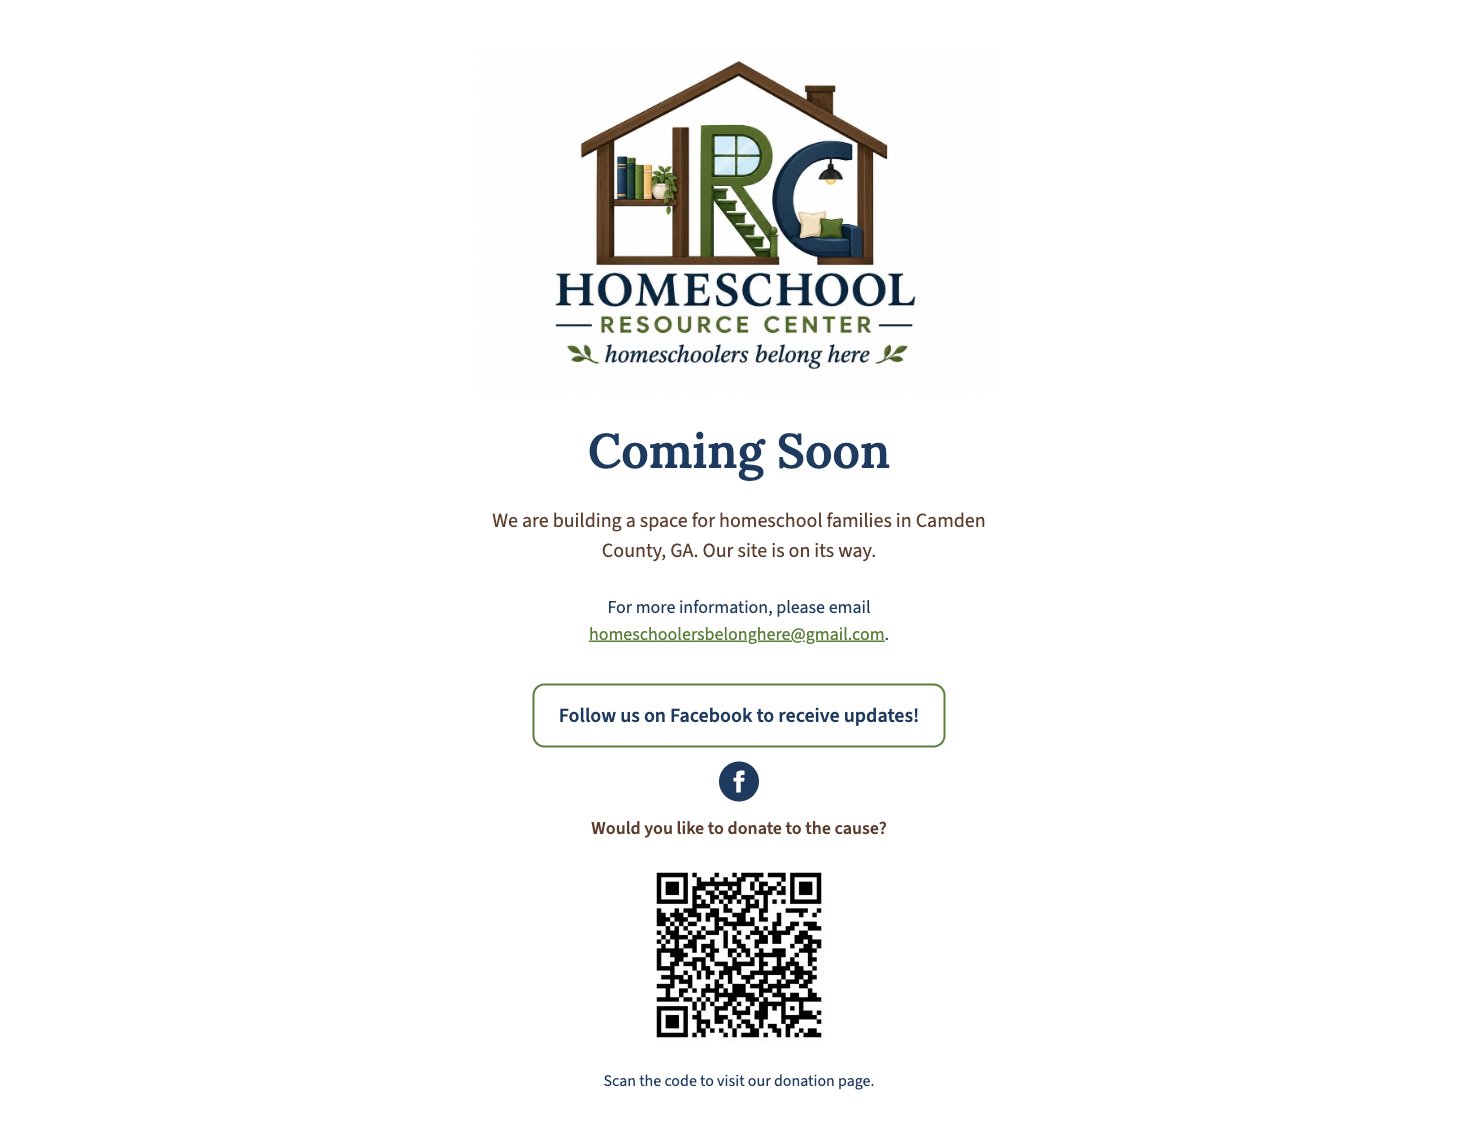 HRC
HOMESCHOOL
RESOURCE CENTER
homeschoolers belong here
Coming Soon
We are building a space for homeschool families in Camden
County, GA. Our site is on its way.
For more information, please email
homeschoolersbelonghere@gmail.com.
Follow us on Facebook to receive updates!
f
Would you like to donate to the cause?
Scan the code to visit our donation page.